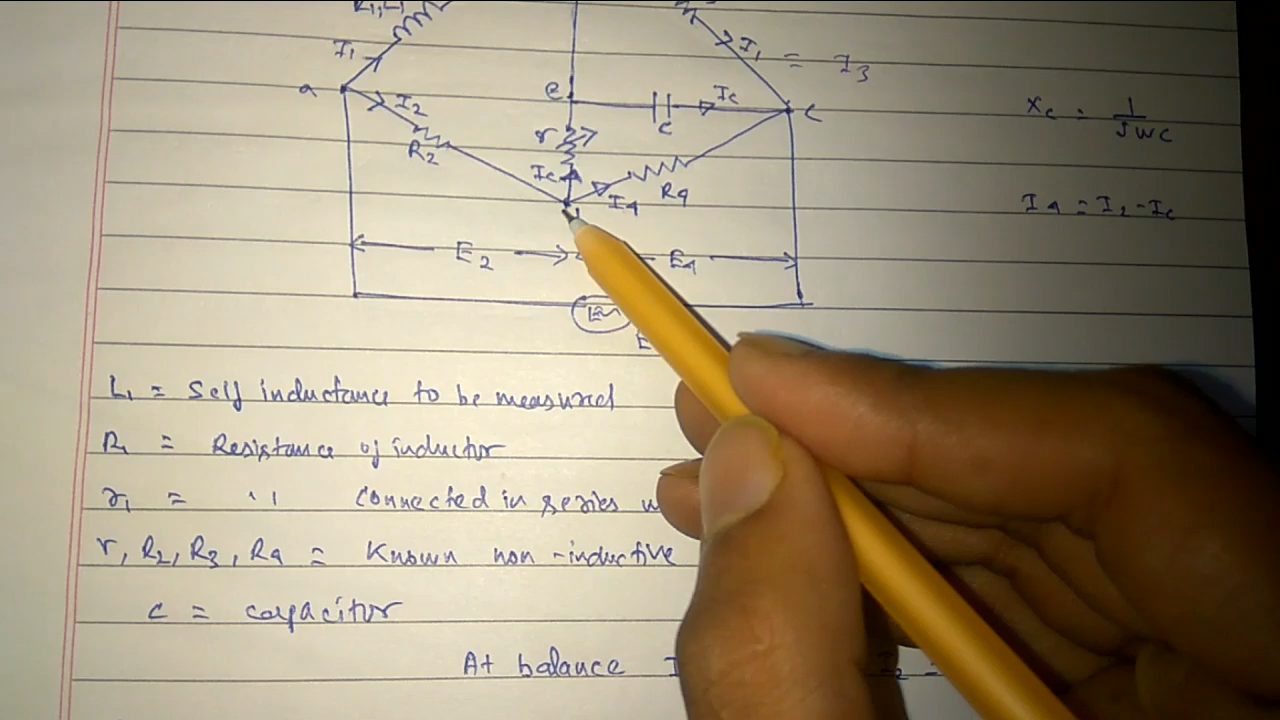 I₁
I₁ = I₃
a
I₂
e
Ic
c
C
Xc = 1/JWC
r
R₂
Ic
R4
I4
I4 = I₂ - Ic
E₂
E4
E
L₁ = Self inductance to be measured
R₁ = Resistance of inductor
r₁ = ,, connected in series
r, R₂, R₃, R4 = Known non-inductive
C = capacitor
At balance I₂ =